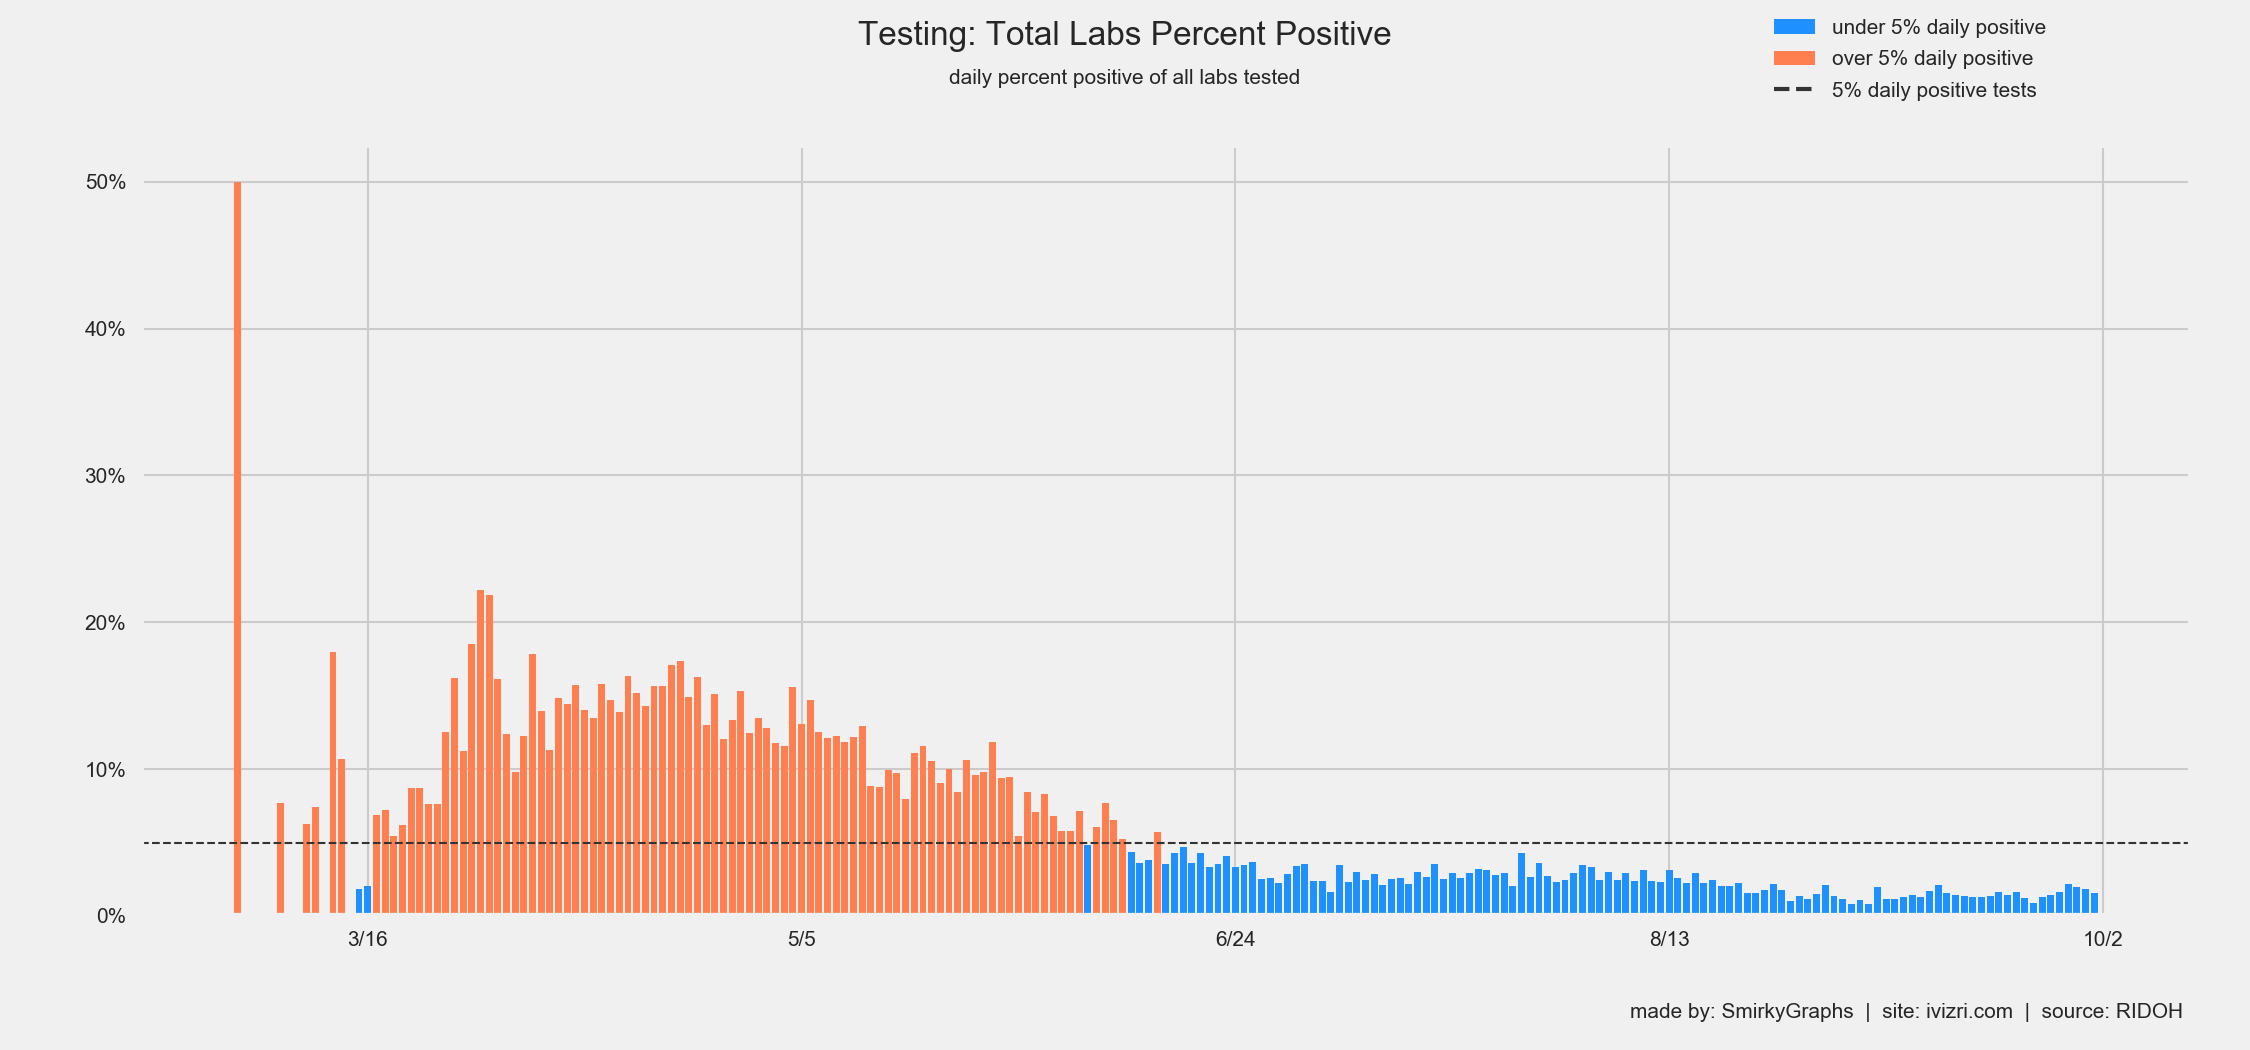 Testing: Total Labs Percent Positive
daily percent positive of all labs tested
under 5% daily positive
over 5% daily positive
5% daily positive tests
50%
40%
30%
20%
10%
0%
3/16
5/5
6/24
8/13
10/2
made by: SmirkyGraphs | site: ivizri.com | source: RIDOH